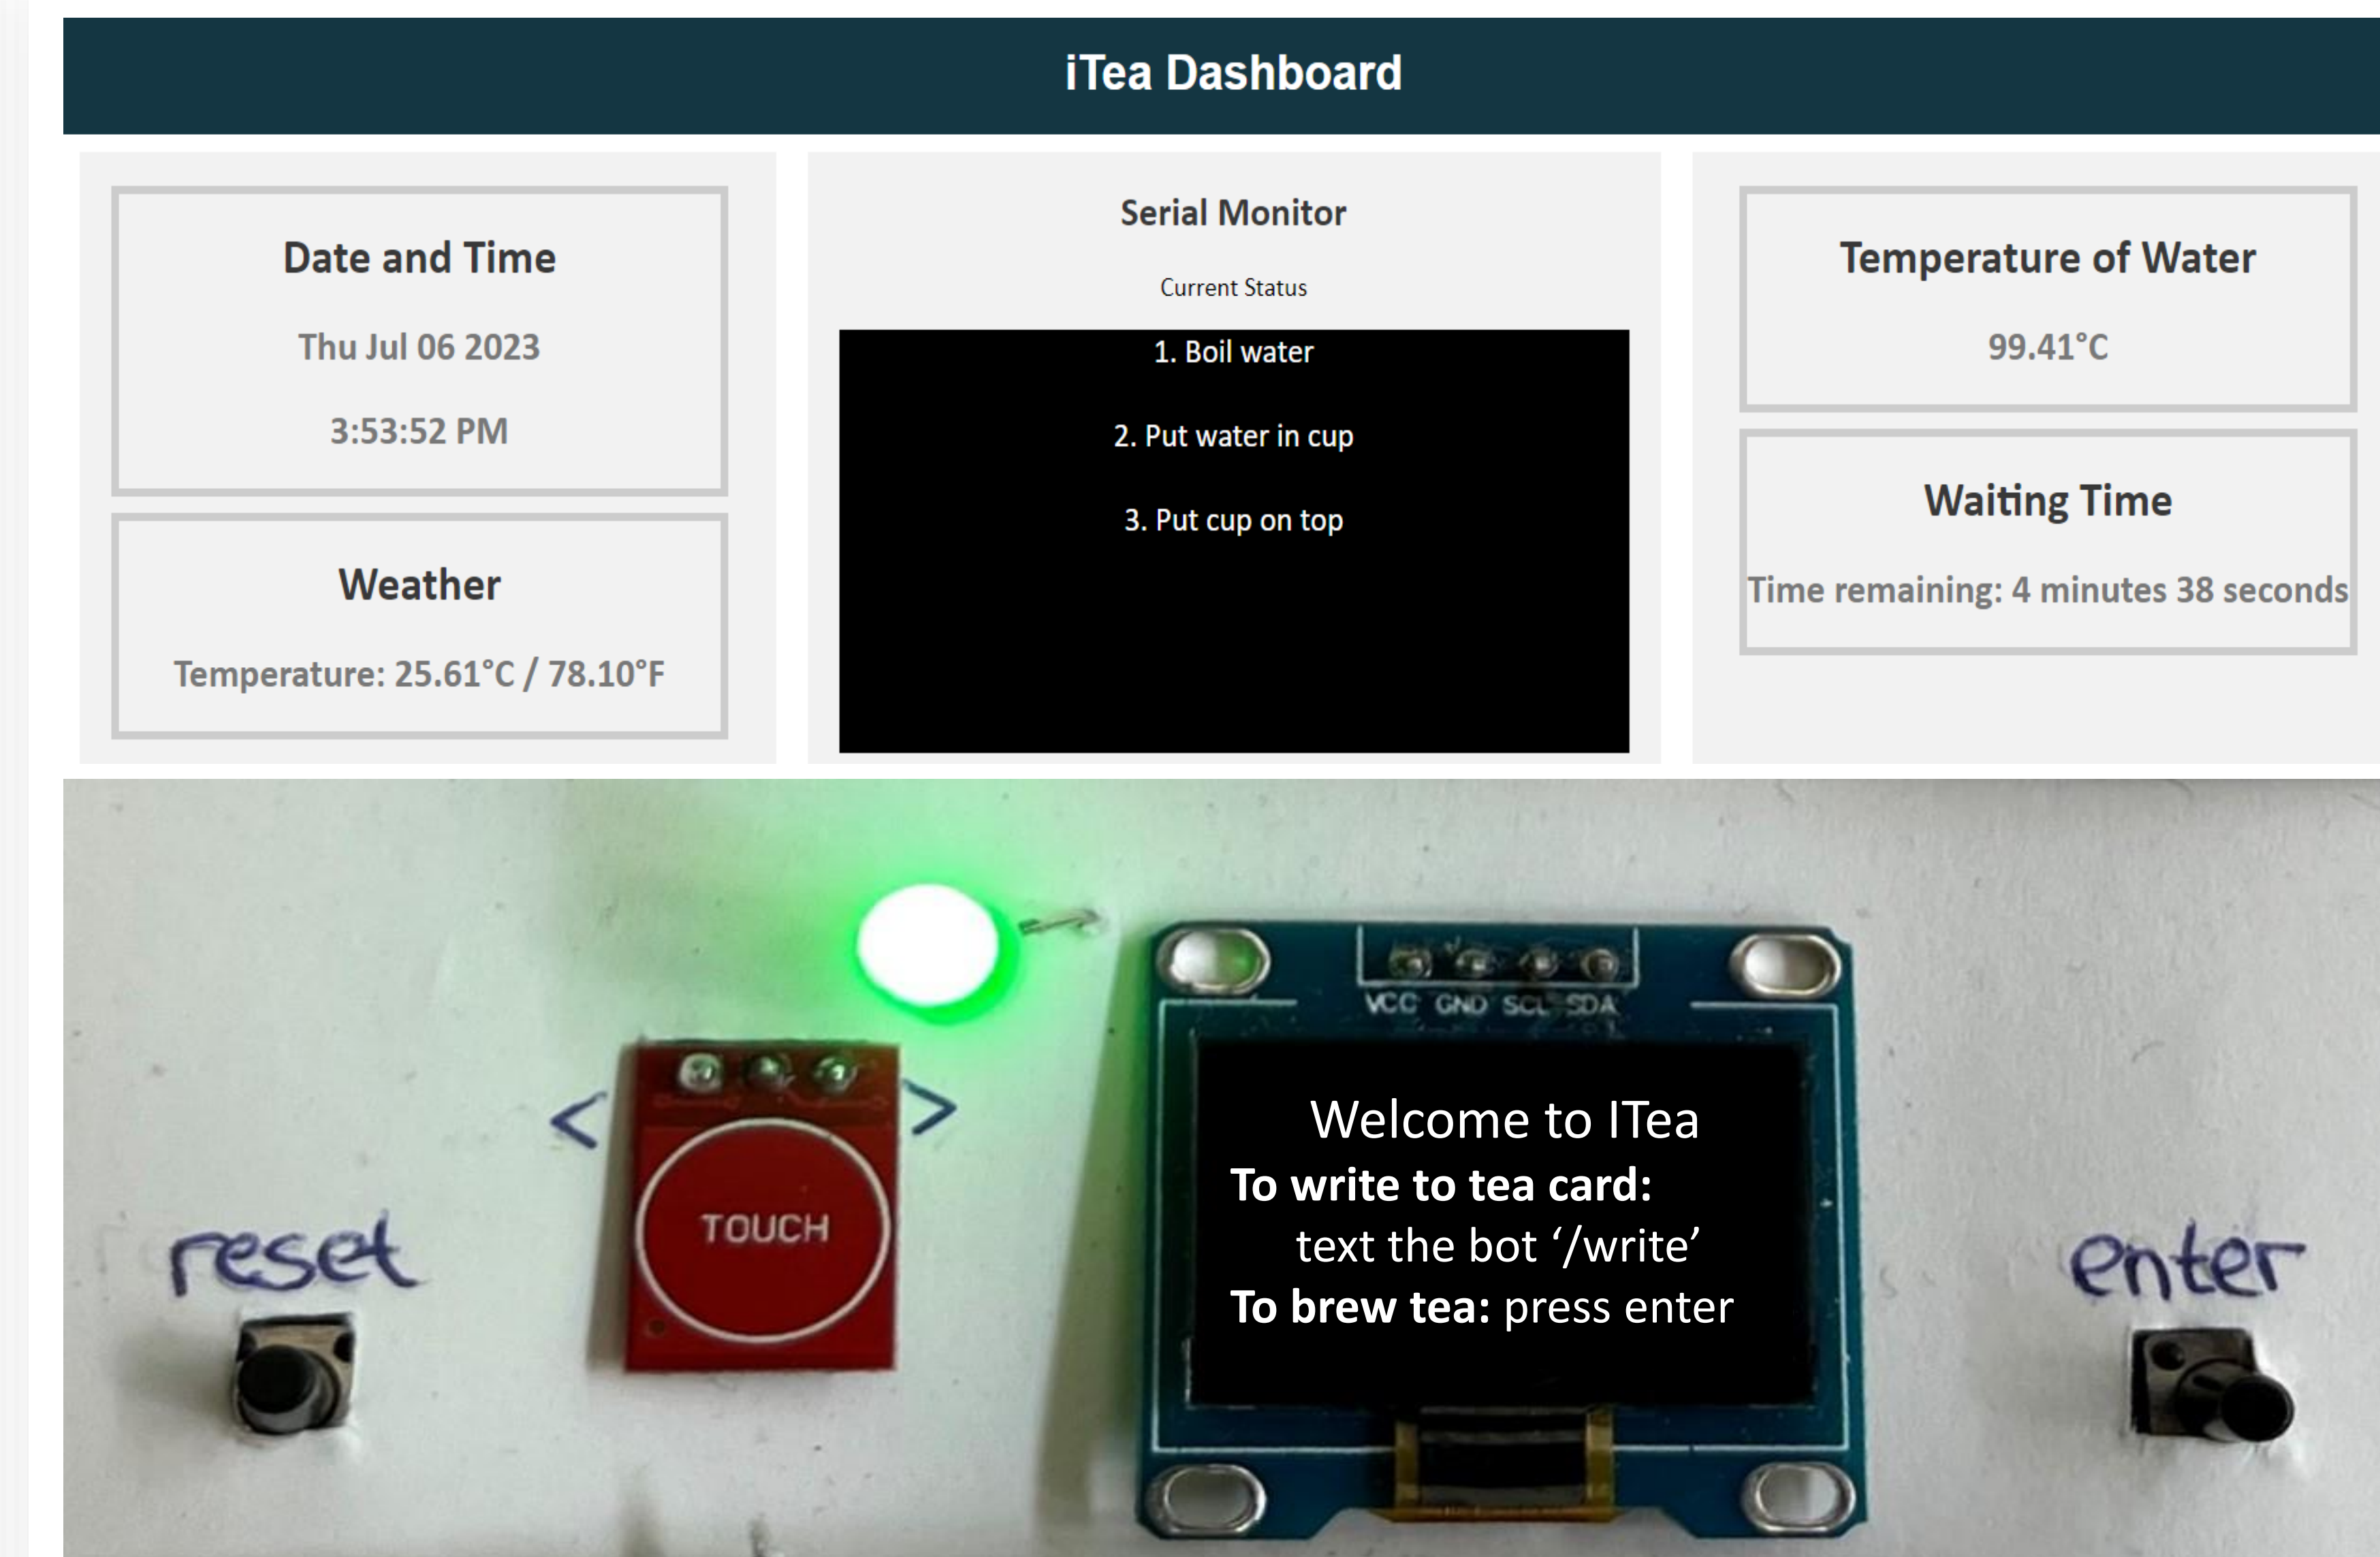 iTea Dashboard
Date and Time
Thu Jul 06 2023
3:53:52 PM
Weather
Temperature: 25.61°C / 78.10°F
Serial Monitor
Current Status
1. Boil water
2. Put water in cup
3. Put cup on top
Temperature of Water
99.41°C
Waiting Time
Time remaining: 4 minutes 38 seconds
VCC GND SCL SDA
< >
TOUCH
reset
Welcome to ITea
To write to tea card:
text the bot ‘/write’
To brew tea: press enter
enter